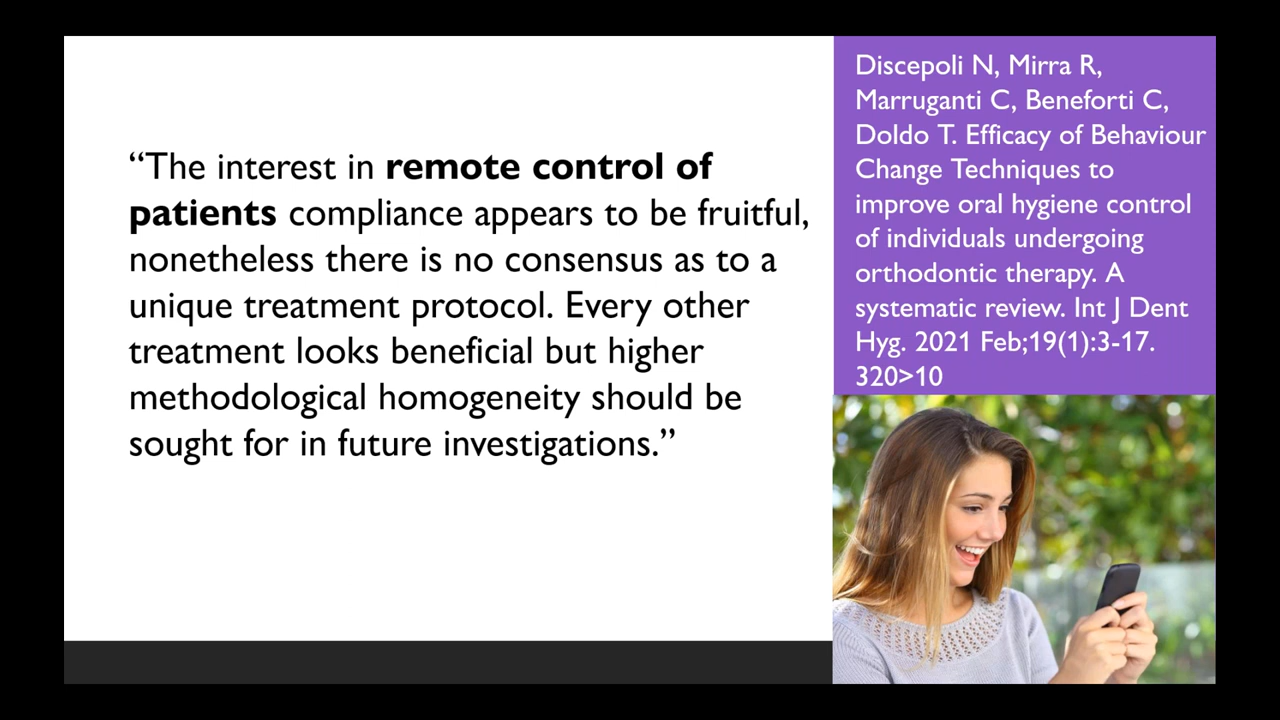 “The interest in remote control of
patients compliance appears to be fruitful,
nonetheless there is no consensus as to a
unique treatment protocol. Every other
treatment looks beneficial but higher
methodological homogeneity should be
sought for in future investigations.”
Discepoli N, Mirra R,
Marruganti C, Beneforti C,
Doldo T. Efficacy of Behaviour
Change Techniques to
improve oral hygiene control
of individuals undergoing
orthodontic therapy. A
systematic review. Int J Dent
Hyg. 2021 Feb;19(1):3-17.
320>10